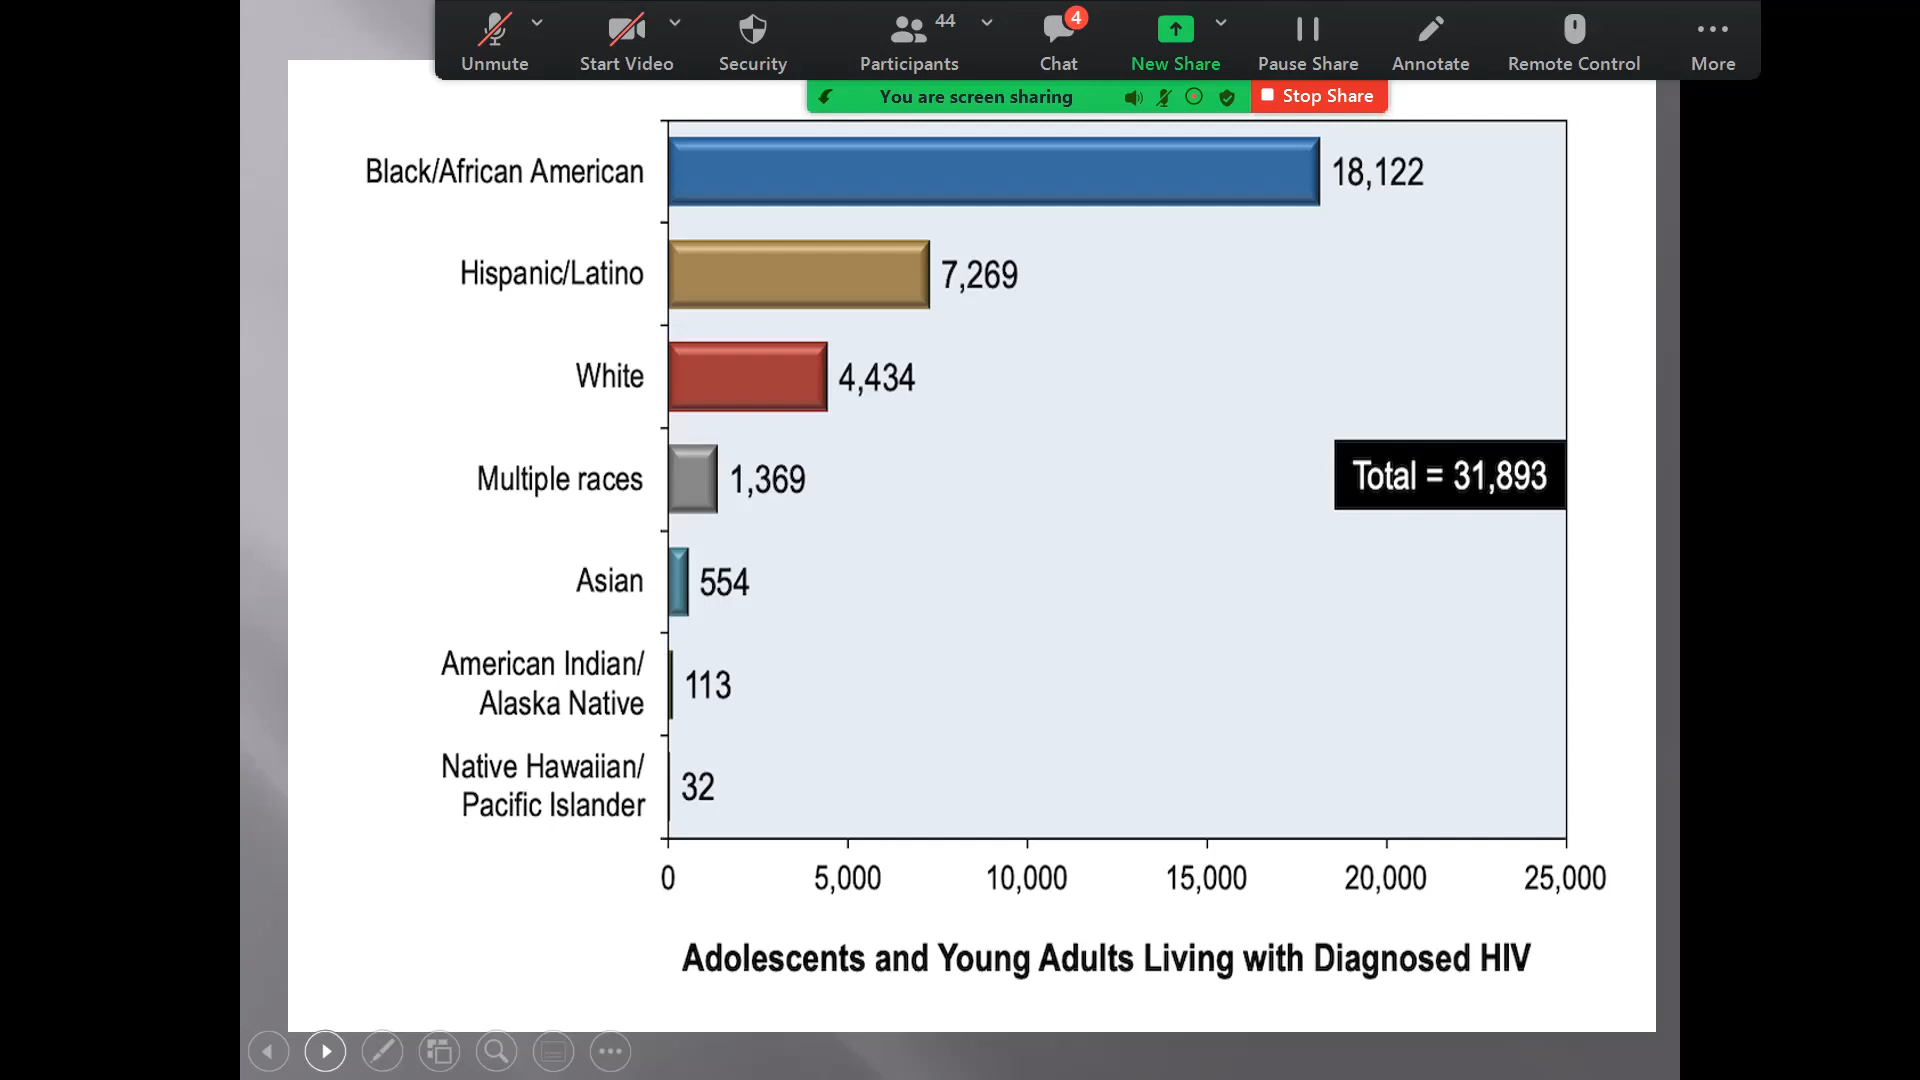 Unmute
Start Video
Security
44
Participants
4
Chat
New Share
Pause Share
Annotate
Remote Control
More
You are screen sharing
Stop Share
Black/African American
18,122
Hispanic/Latino
7,269
White
4,434
Multiple races
1,369
Total = 31,893
Asian
554
American Indian/
Alaska Native
113
Native Hawaiian/
Pacific Islander
32
0 5,000 10,000 15,000 20,000 25,000
Adolescents and Young Adults Living with Diagnosed HIV